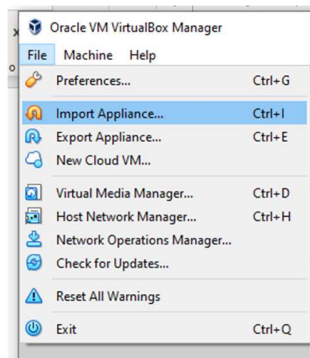 Oracle VM VirtualBox Manager
File Machine Help
Preferences... Ctrl+G
Import Appliance... Ctrl+I
Export Appliance... Ctrl+E
New Cloud VM...
Virtual Media Manager... Ctrl+D
Host Network Manager... Ctrl+H
Network Operations Manager...
Check for Updates...
Reset All Warnings
Exit Ctrl+Q